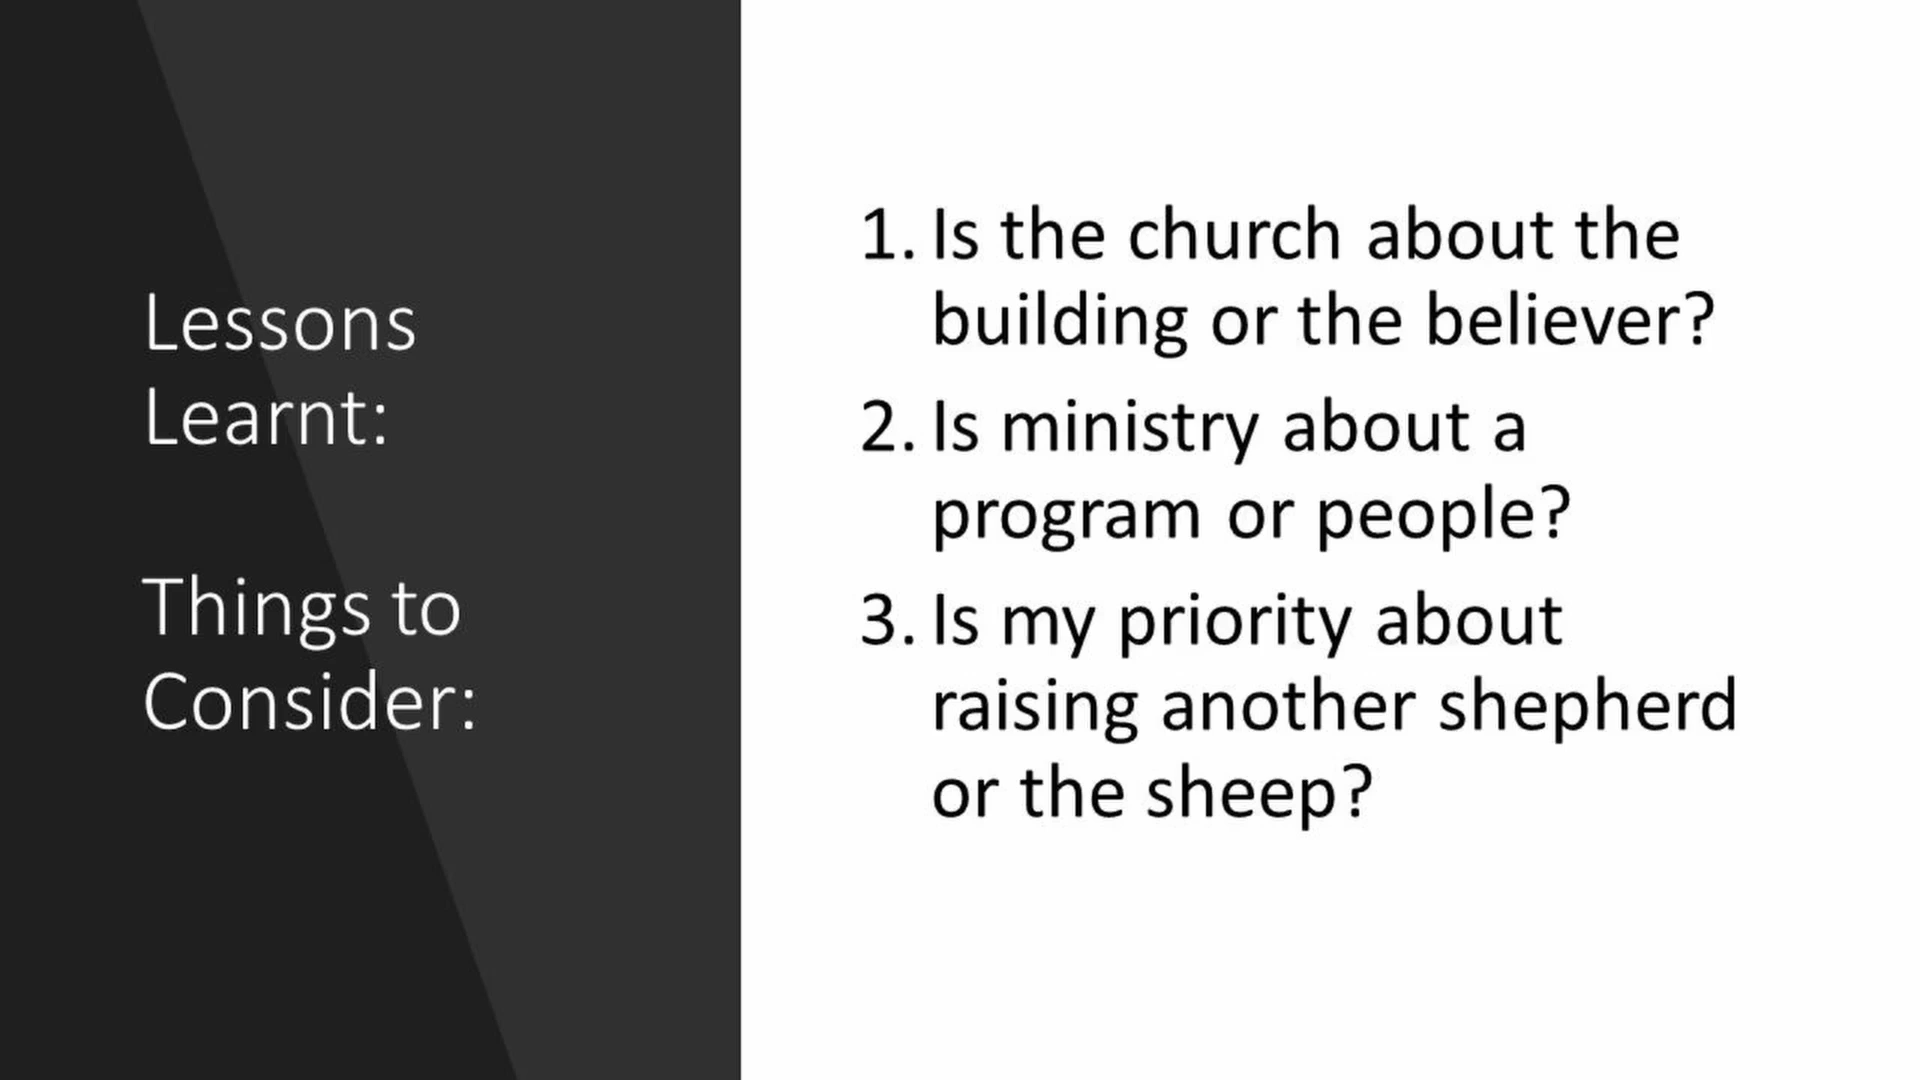 Lessons
Learnt:
Things to
Consider:
1. Is the church about the
building or the believer?
2. Is ministry about a
program or people?
3. Is my priority about
raising another shepherd
or the sheep?